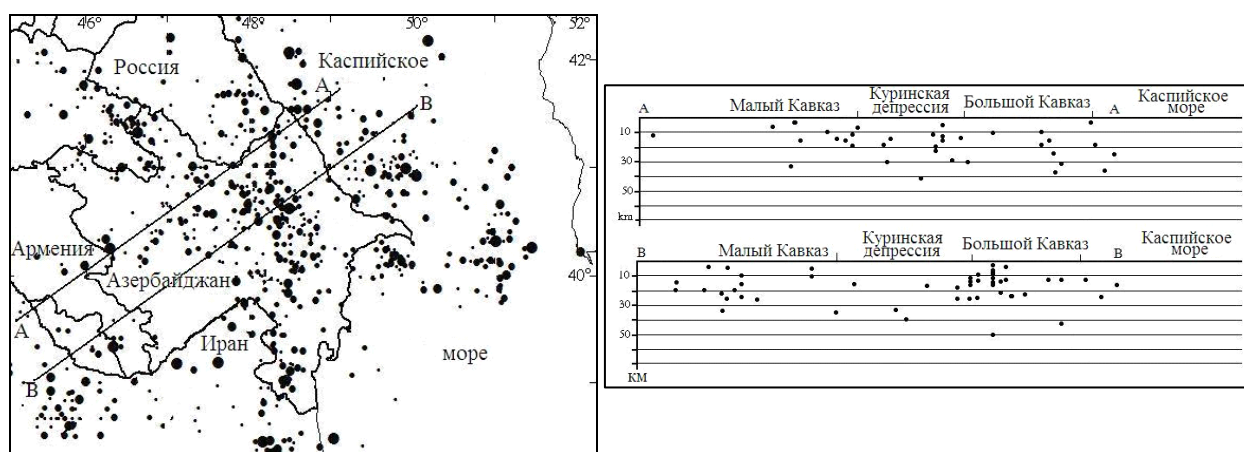 46° 48° 50° 52°
42°
Россия
Каспийское
А
В
Армения
Азербайджан
40°
А
Иран
море
В
А Малый Кавказ Куринская депрессия Большой Кавказ А Каспийское море
10
30
50
km
В Малый Кавказ Куринская депрессия Большой Кавказ В Каспийское море
10
30
50
КМ